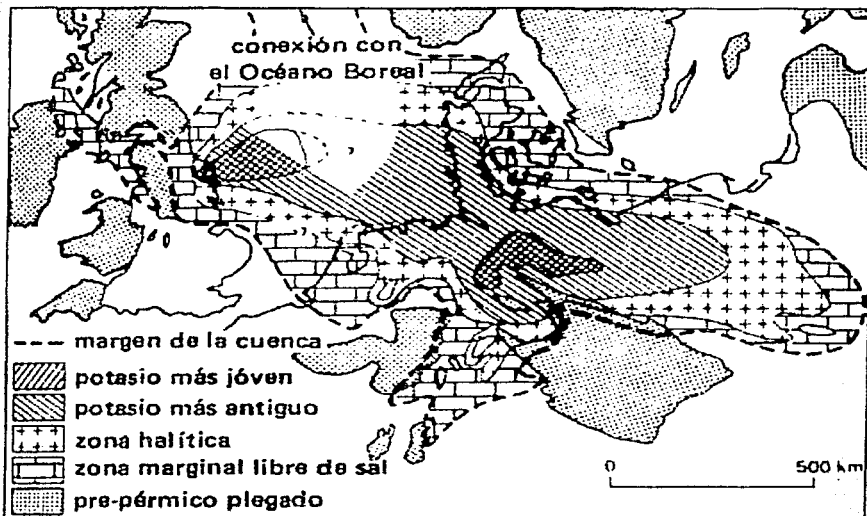 conexión con
el Océano Boreal
margen de la cuenca
potasio más jóven
potasio más antiguo
zona halítica
zona marginal libre de sal
pre-pérmico plegado
0 500 km